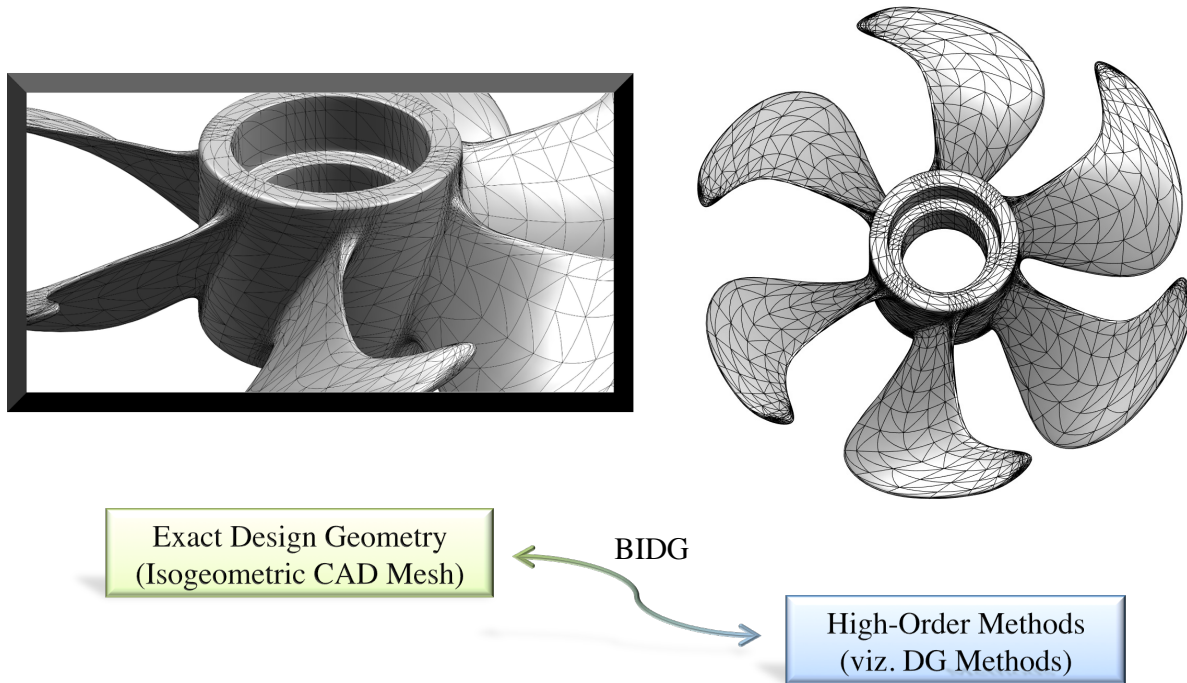 Exact Design Geometry
(Isogeometric CAD Mesh)
BIDG
High-Order Methods
(viz. DG Methods)